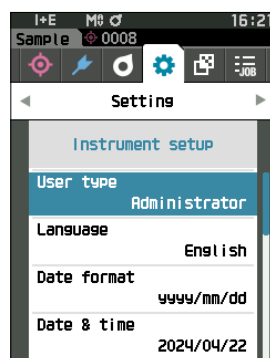 I+E M0 16:21
Sample 0008
-JOB
Setting
Instrument setup
User type
Administrator
Language
English
Date format
yyyy/mm/dd
Date & time
2024/04/22